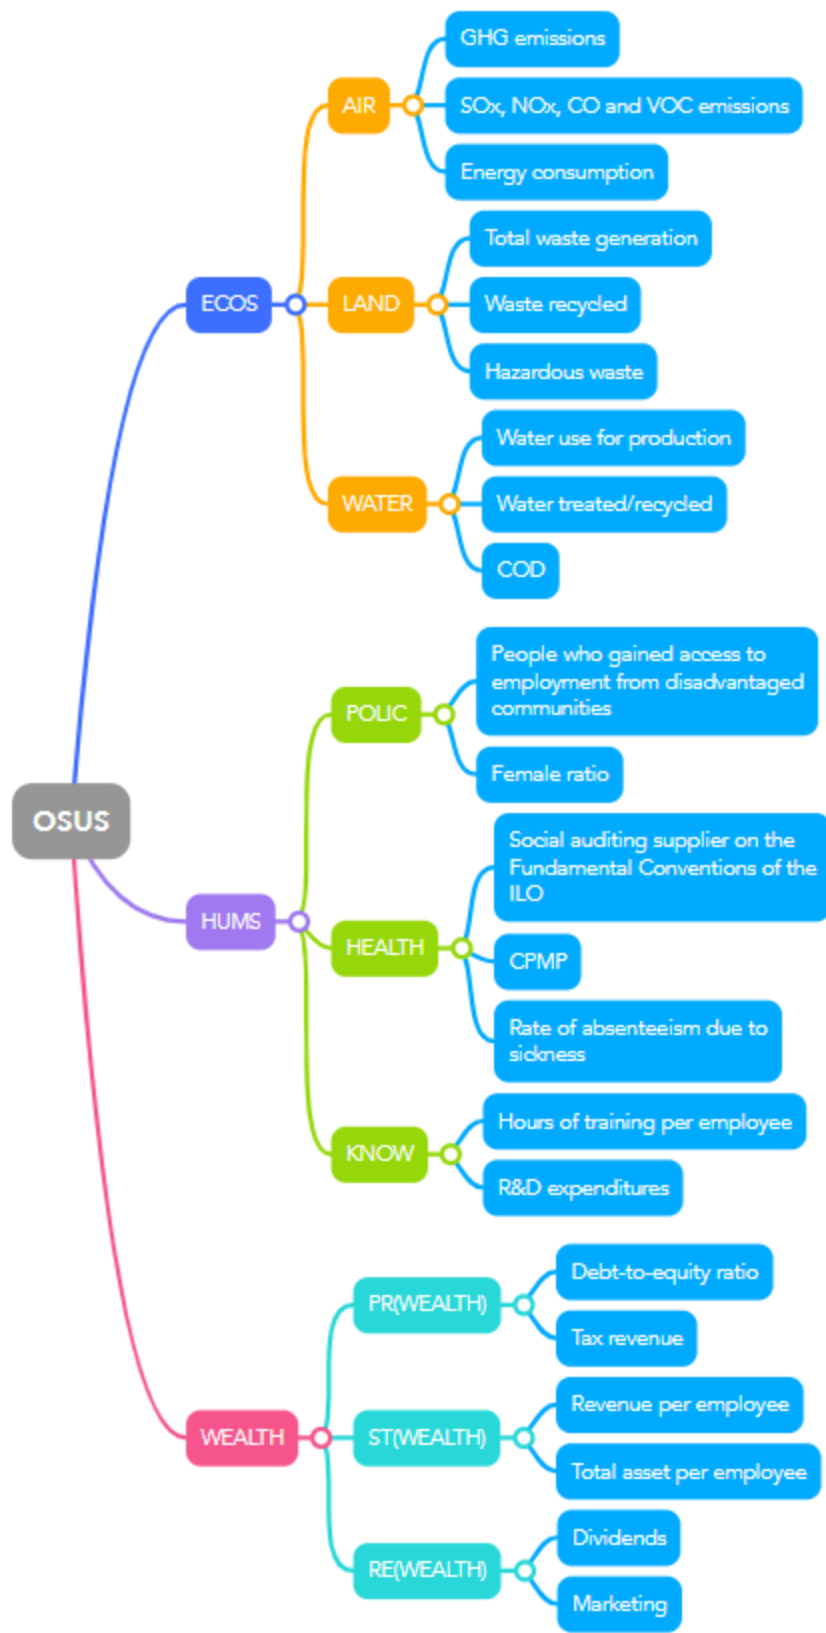 GHG emissions
AIR
SOx, NOx, CO and VOC emissions
Energy consumption
Total waste generation
ECOS
LAND
Waste recycled
Hazardous waste
Water use for production
WATER
Water treated/recycled
COD
People who gained access to
employment from disadvantaged
communities
POLIC
Female ratio
OSUS
Social auditing supplier on the
Fundamental Conventions of the
ILO
HUMS
HEALTH
CPMP
Rate of absenteeism due to
sickness
Hours of training per employee
KNOW
R&D expenditures
Debt-to-equity ratio
PR(WEALTH)
Tax revenue
Revenue per employee
WEALTH
ST(WEALTH)
Total asset per employee
Dividends
RE(WEALTH)
Marketing